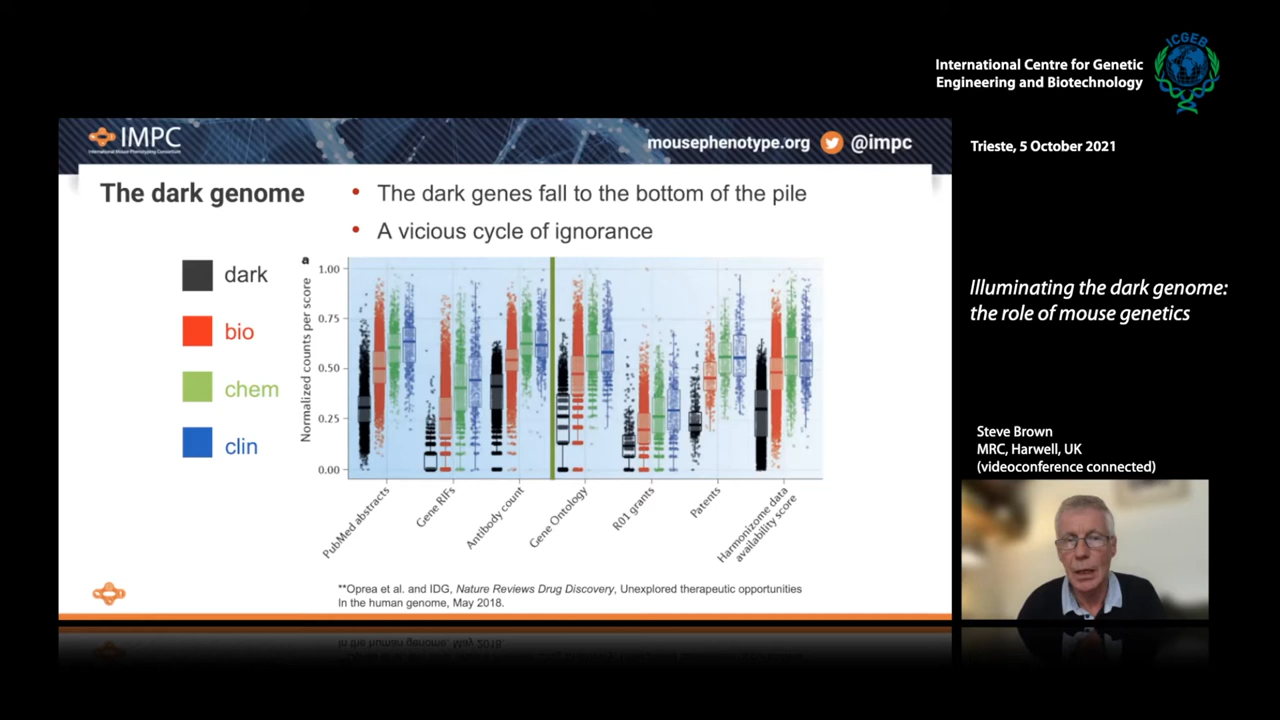 International Centre for Genetic
Engineering and Biotechnology
ICGEB
IMPC
International Mouse Phenotyping Consortium
mousephenotype.org
@impc
Trieste, 5 October 2021
The dark genome
• The dark genes fall to the bottom of the pile
• A vicious cycle of ignorance
dark
bio
chem
clin
a
Normalized counts per score
1.00
0.75
0.50
0.25
0.00
PubMed abstracts
Gene RIFs
Antibody count
Gene Ontology
R01 grants
Patents
Harmonizome data
availability score
**Oprea et al. and IDG, Nature Reviews Drug Discovery, Unexplored therapeutic opportunities
In the human genome, May 2018.
Illuminating the dark genome:
the role of mouse genetics
Steve Brown
MRC, Harwell, UK
(videoconference connected)